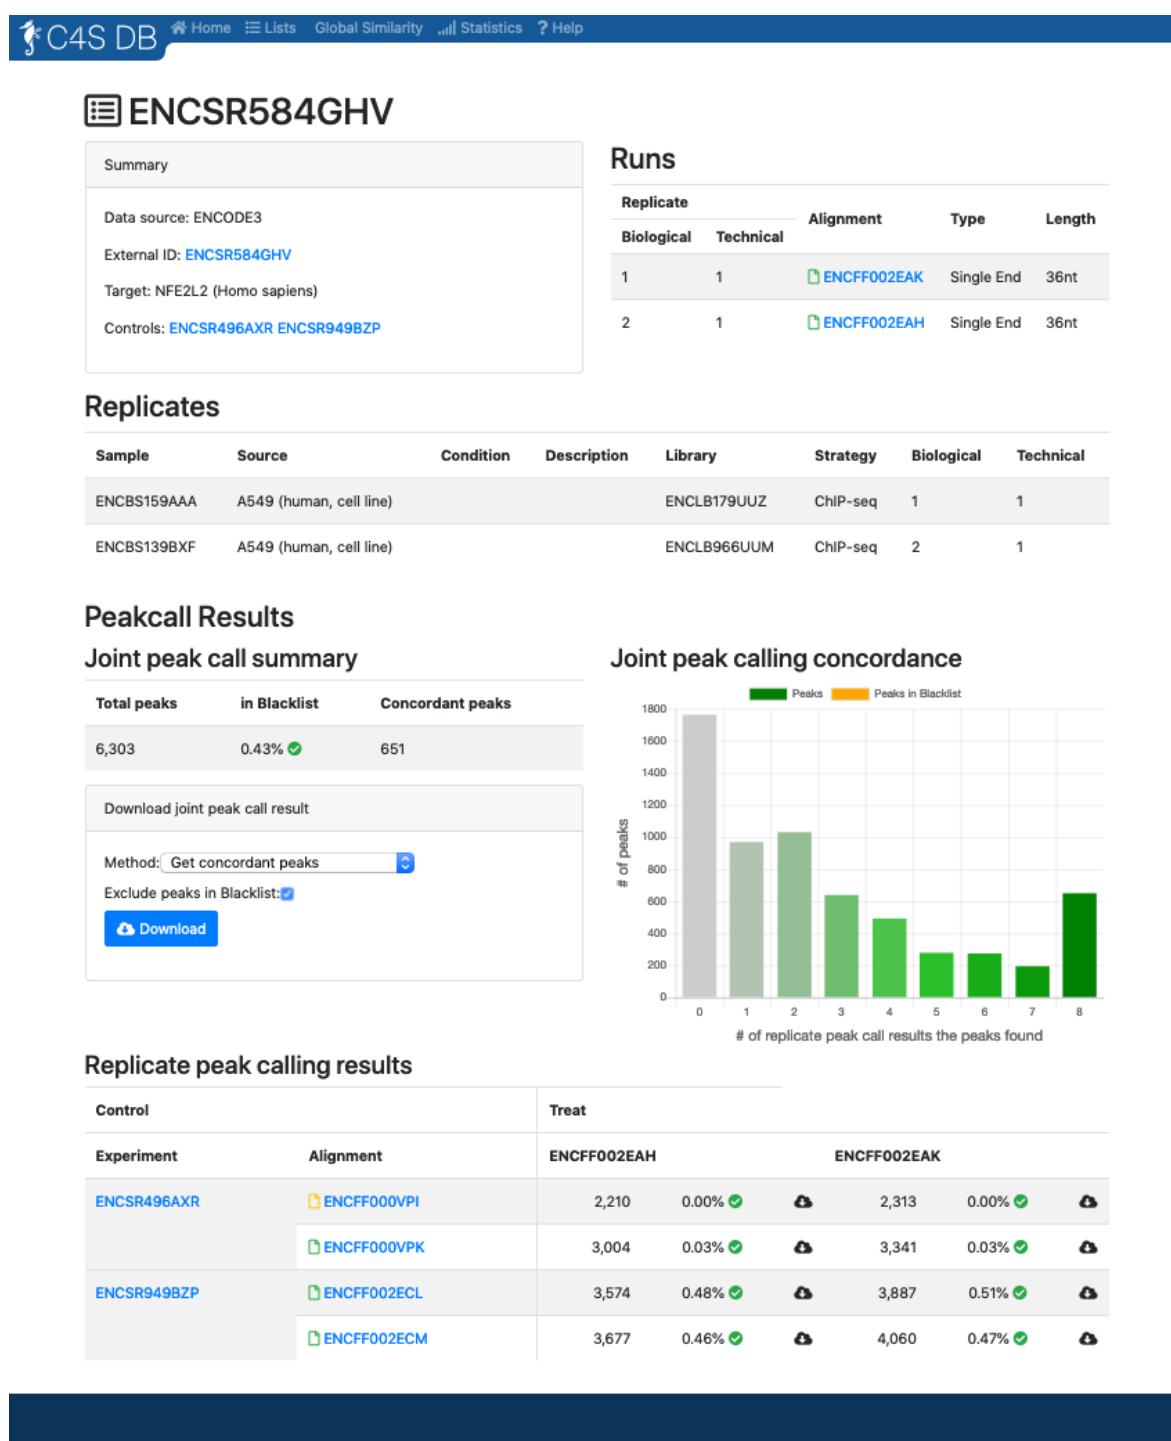 C4S DB Home Lists Global Similarity Statistics ? Help
ENCSR584GHV
Summary
Data source: ENCODE3
External ID: ENCSR584GHV
Target: NFE2L2 (Homo sapiens)
Controls: ENCSR496AXR ENCSR949BZP
Runs
Replicate Alignment Type Length
Biological Technical
1 1 ENCFF002EAK Single End 36nt
2 1 ENCFF002EAH Single End 36nt
Replicates
Sample Source Condition Description Library Strategy Biological Technical
ENCBS159AAA A549 (human, cell line) ENCLB179UUZ ChIP-seq 1 1
ENCBS139BXF A549 (human, cell line) ENCLB966UUM ChIP-seq 2 1
Peakcall Results
Joint peak call summary
Total peaks in Blacklist Concordant peaks
6,303 0.43% 651
Download joint peak call result
Method: Get concordant peaks
Exclude peaks in Blacklist:
Download
Joint peak calling concordance
Peaks Peaks in Blacklist
1800
1600
1400
1200
1000
800
600
400
200
0
# of peaks
0 1 2 3 4 5 6 7 8
# of replicate peak call results the peaks found
Replicate peak calling results
Control Treat
Experiment Alignment ENCFF002EAH ENCFF002EAK
ENCSR496AXR ENCFF000VPI 2,210 0.00% 2,313 0.00%
ENCFF000VPK 3,004 0.03% 3,341 0.03%
ENCSR949BZP ENCFF002ECL 3,574 0.48% 3,887 0.51%
ENCFF002ECM 3,677 0.46% 4,060 0.47%